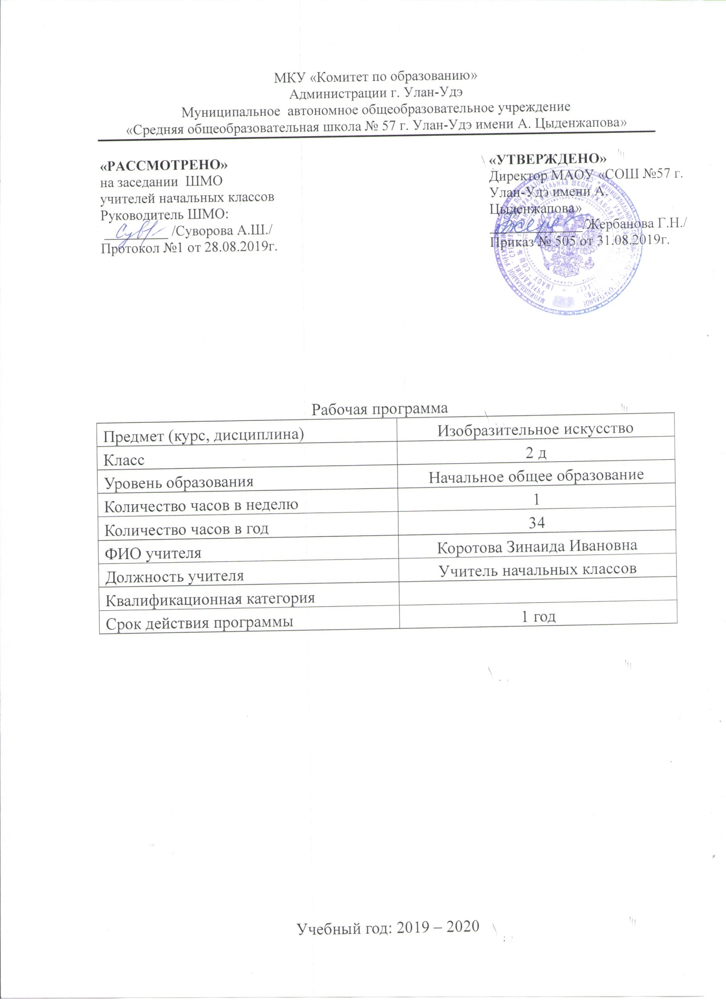 МКУ «Комитет по образованию»
Администрации г. Улан-Удэ
Муниципальное автономное общеобразовательное учреждение
«Средняя общеобразовательная школа № 57 г. Улан-Удэ имени А. Цыденжапова»
«РАССМОТРЕНО»
на заседании ШМО
учителей начальных классов
Руководитель ШМО:
/Суворова А.Ш./
Протокол №1 от 28.08.2019г.
«УТВЕРЖДЕНО»
Директор МАОУ «СОШ №57 г.
Улан-Удэ имени А.
Цыденжапова»
/Жербанова Г.Н./
Приказ № 505 от 31.08.2019г.
Рабочая программа
Предмет (курс, дисциплина) Изобразительное искусство
Класс 2 д
Уровень образования Начальное общее образование
Количество часов в неделю 1
Количество часов в год 34
ФИО учителя Коротова Зинаида Ивановна
Должность учителя Учитель начальных классов
Квалификационная категория
Срок действия программы 1 год
Учебный год: 2019 – 2020